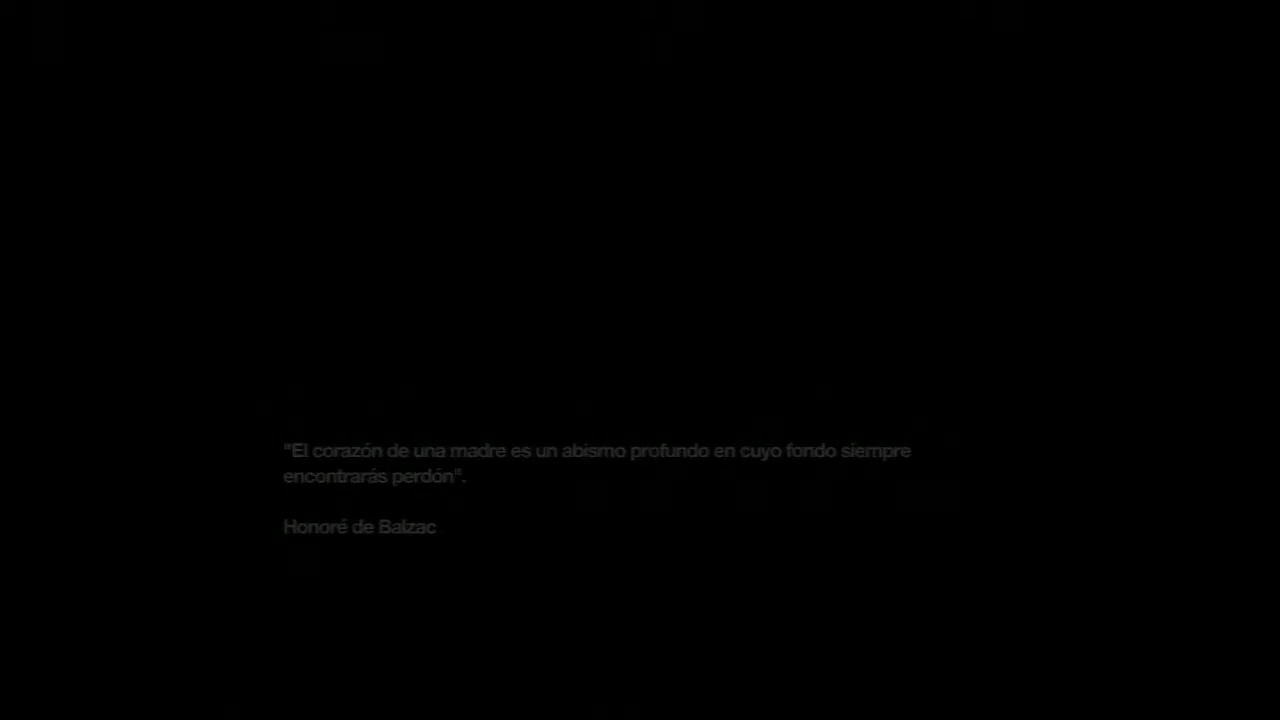 "El corazón de una madre es un abismo profundo en cuyo fondo siempre
encontrarás perdón".
Honoré de Balzac